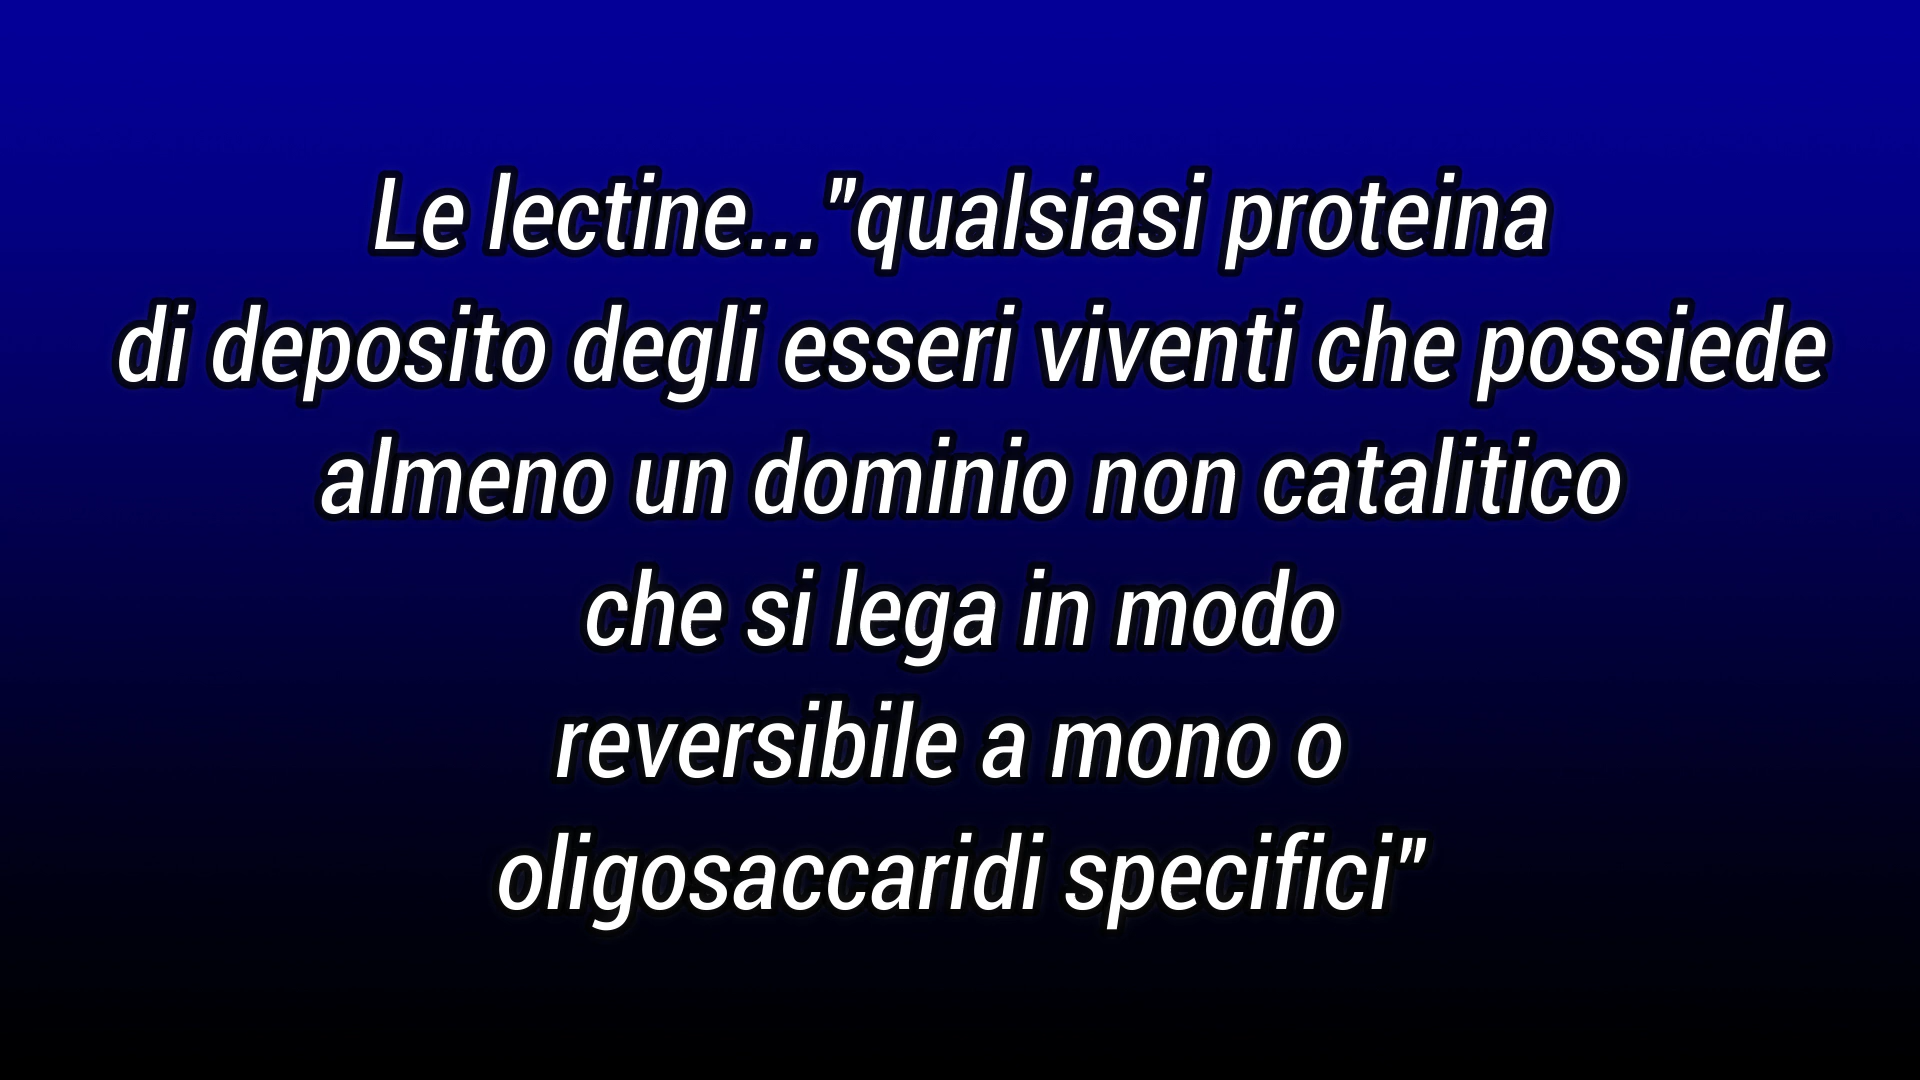 Le lectine..."qualsiasi proteina
di deposito degli esseri viventi che possiede
almeno un dominio non catalitico
che si lega in modo
reversibile a mono o
oligosaccaridi specifici"